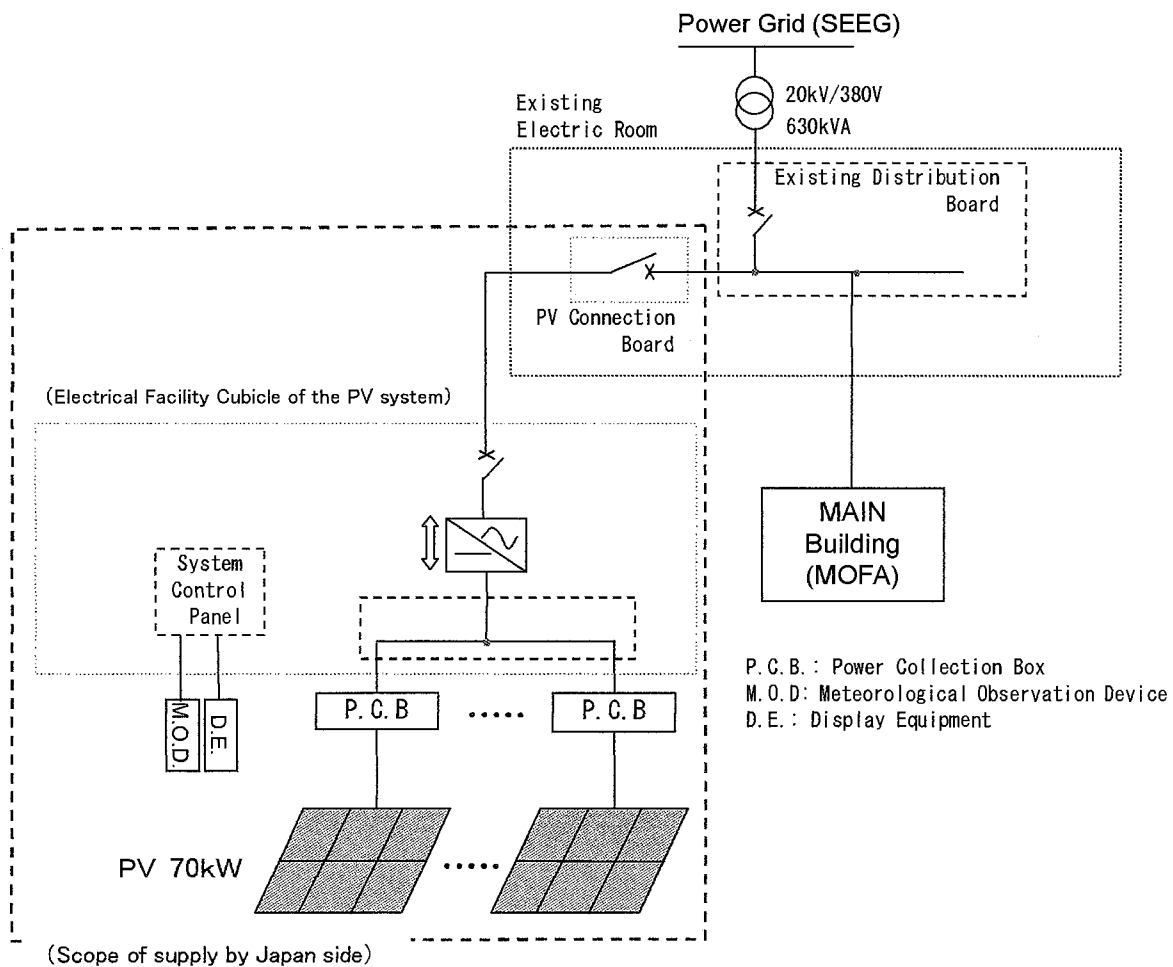 Power Grid (SEEG)
20kV/380V
630kVA
Existing
Electric Room
Existing Distribution
Board
PV Connection
Board
(Electrical Facility Cubicle of the PV system)
MAIN
Building
(MOFA)
System
Control
Panel
P.C.B
.....
P.C.B
M.O.D.
D.E.
P.C.B.: Power Collection Box
M.O.D: Meteorological Observation Device
D.E.: Display Equipment
PV 70kW
.....
(Scope of supply by Japan side)